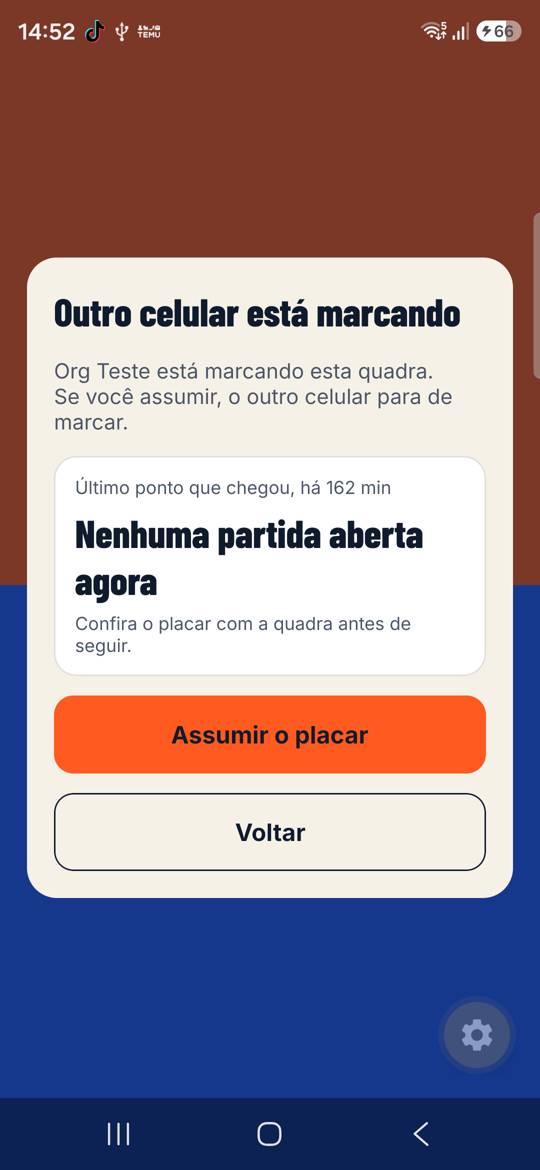 14:52
TEMU
5
66
Outro celular está marcando
Org Teste está marcando esta quadra.
Se você assumir, o outro celular para de
marcar.
Último ponto que chegou, há 162 min
Nenhuma partida aberta
agora
Confira o placar com a quadra antes de
seguir.
Assumir o placar
Voltar